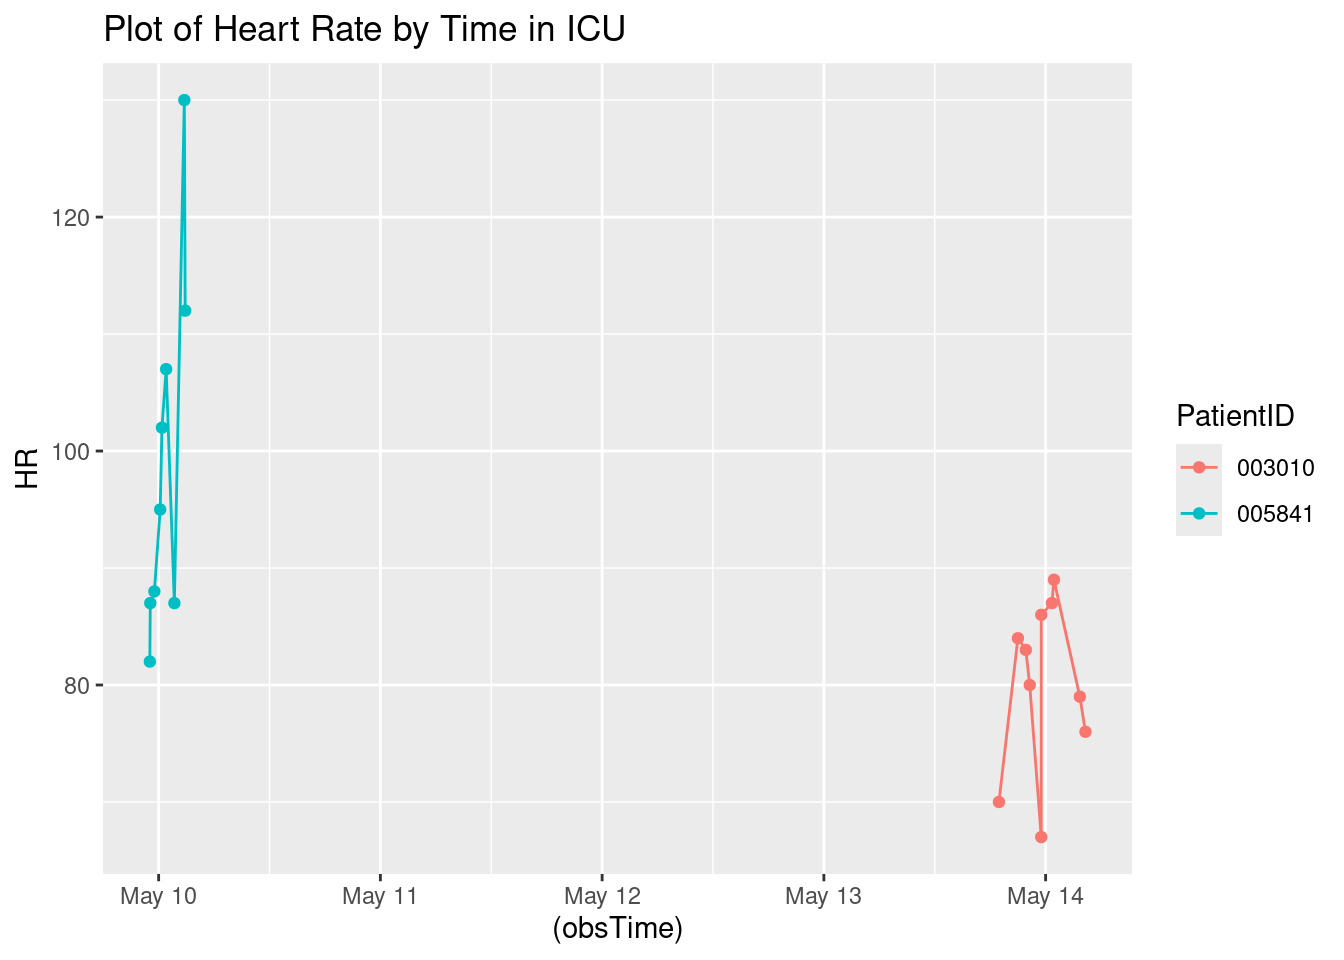 Plot of Heart Rate by Time in ICU
120
100
80
HR
May 10
May 11
May 12
May 13
May 14
(obsTime)
PatientID
003010
005841